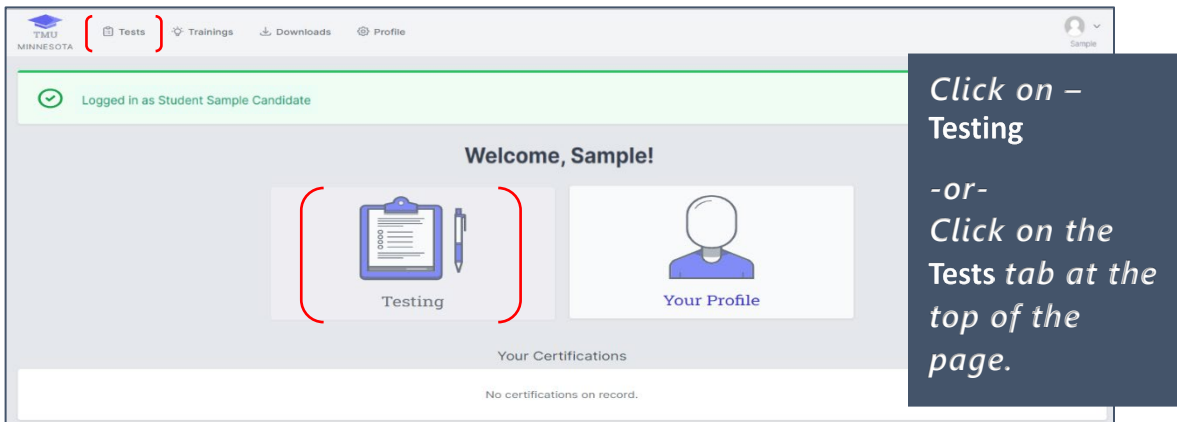 TMU
MINNESOTA
Tests
Trainings
Downloads
Profile
Sample
Logged in as Student Sample Candidate
Welcome, Sample!
Testing
Your Profile
Your Certifications
No certifications on record.
Click on –
Testing
-or-
Click on the
Tests tab at the
top of the
page.